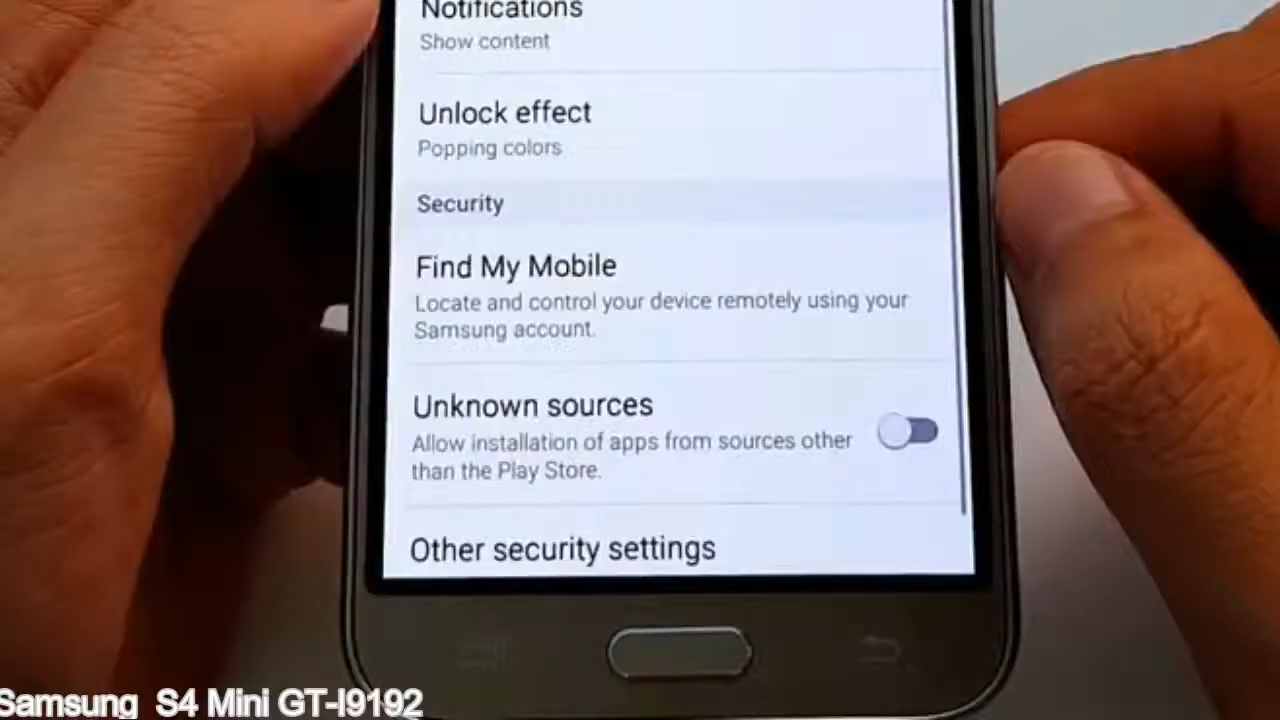 Notifications
Show content
Unlock effect
Popping colors
Security
Find My Mobile
Locate and control your device remotely using your
Samsung account.
Unknown sources
Allow installation of apps from sources other
than the Play Store.
Other security settings
Samsung S4 Mini GT-I9192